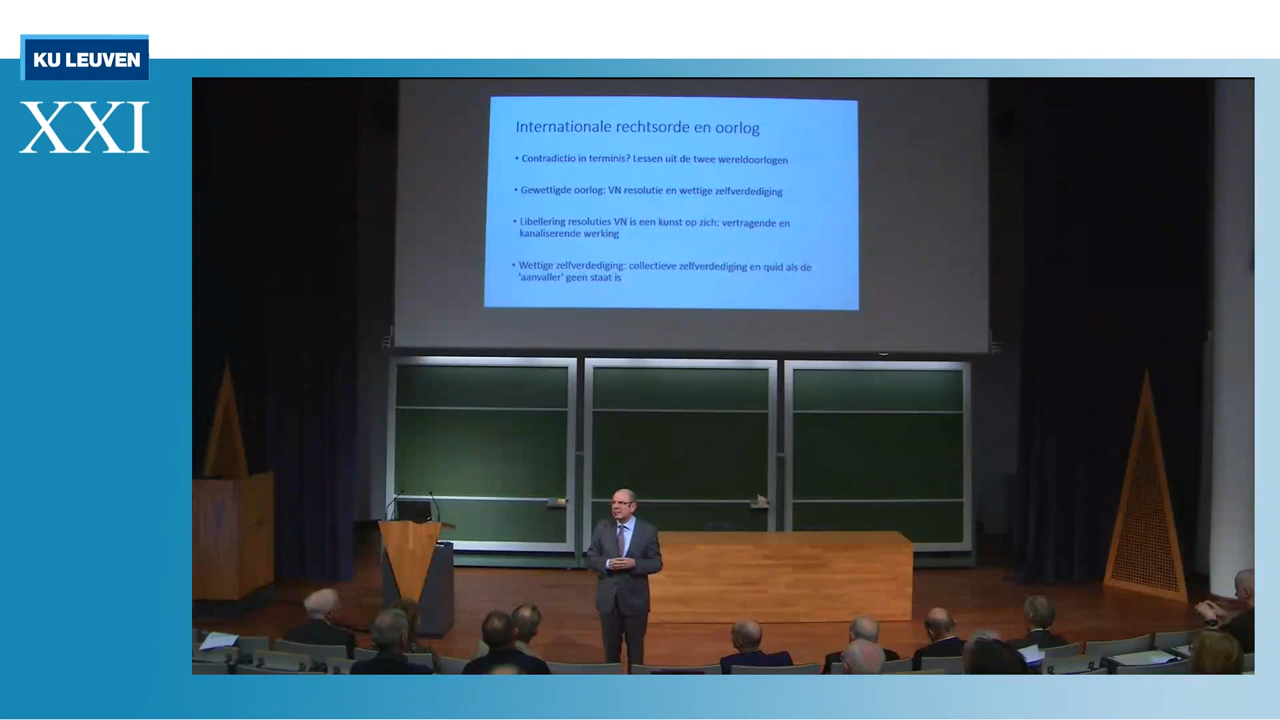 KU LEUVEN
XXI
Internationale rechtsorde en oorlog
• Contradictio in terminis? Lessen uit de twee wereldoorlogen
• Gewettigde oorlog: VN resolutie en wettige zelfverdediging
• Libellering resoluties VN is een kunst op zich: vertragende en
kanaliserende werking
• Wettige zelfverdediging: collectieve zelfverdediging en quid als de
'aanvaller' geen staat is